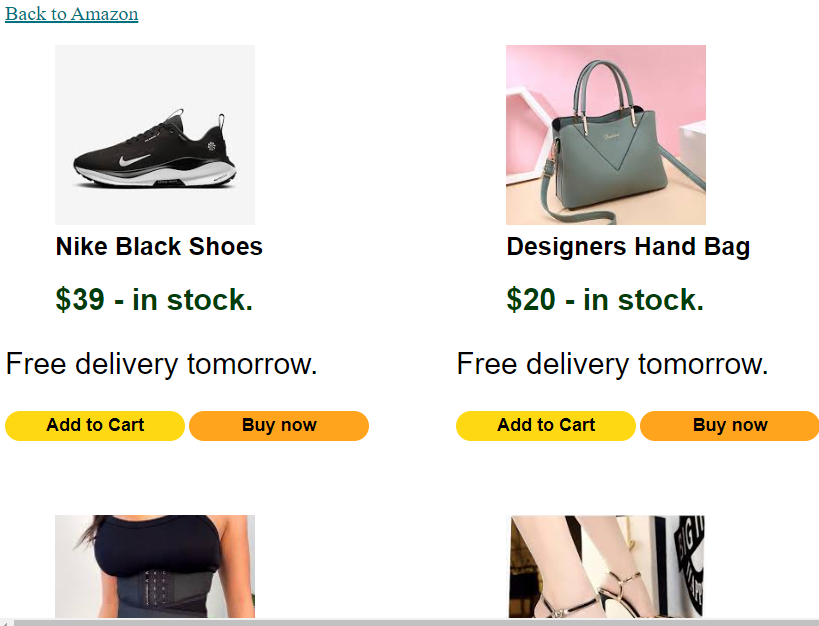 Back to Amazon
Nike Black Shoes
Designers Hand Bag
$39 - in stock.
$20 - in stock.
Free delivery tomorrow.
Free delivery tomorrow.
Add to Cart
Buy now
Add to Cart
Buy now